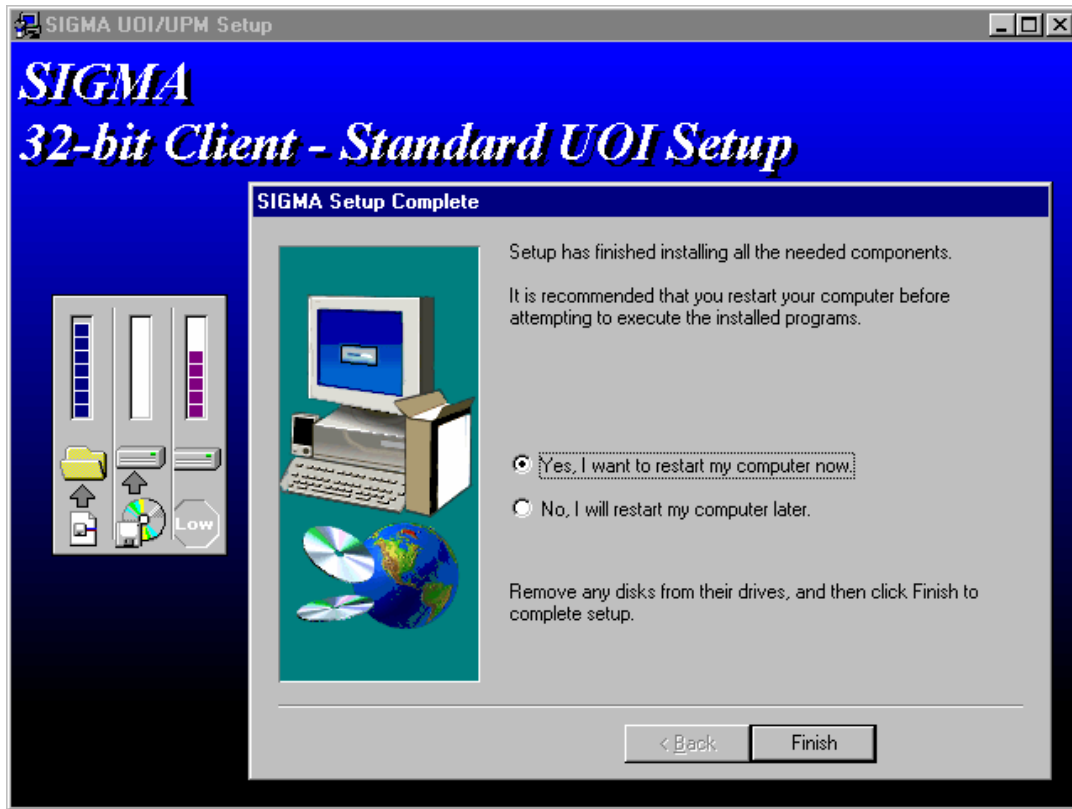 SIGMA UOI/UPM Setup
SIGMA
32-bit Client - Standard UOI Setup
SIGMA Setup Complete
Setup has finished installing all the needed components.
It is recommended that you restart your computer before
attempting to execute the installed programs.
Yes, I want to restart my computer now.
No, I will restart my computer later.
Low
Remove any disks from their drives, and then click Finish to
complete setup.
< Back
Finish